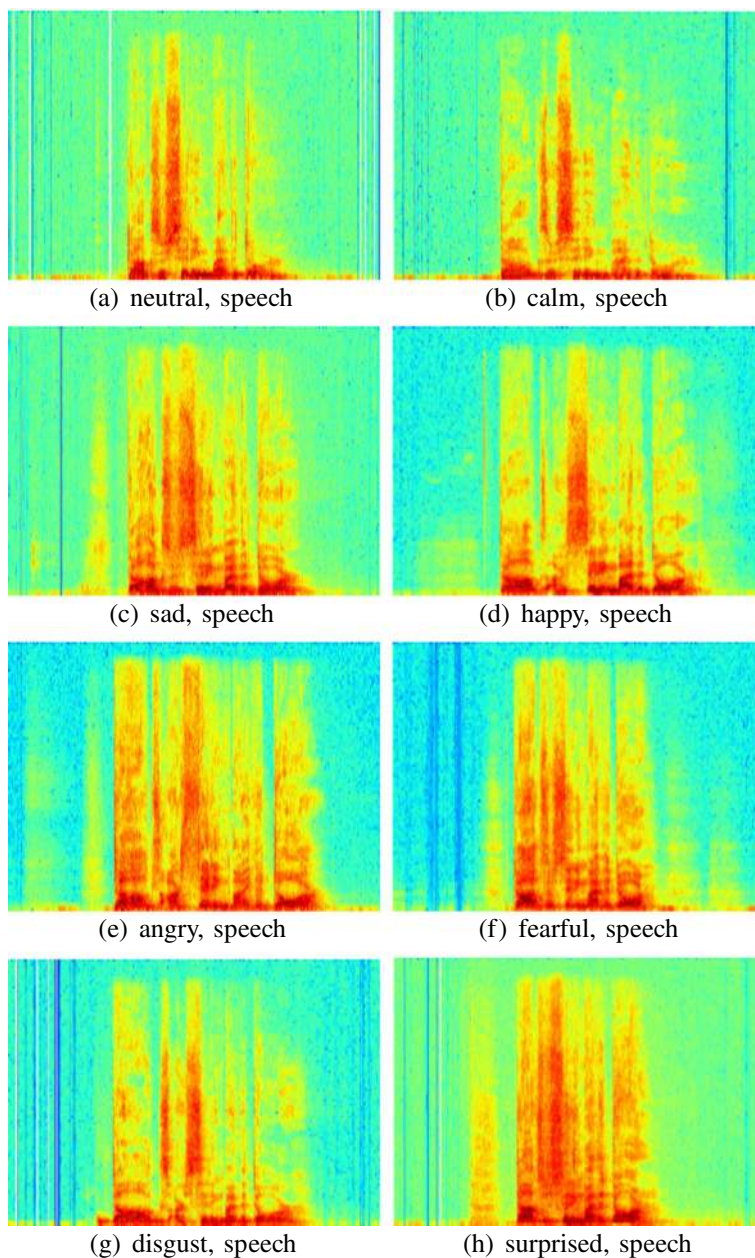 (a) neutral, speech
(b) calm, speech
(c) sad, speech
(d) happy, speech
(e) angry, speech
(f) fearful, speech
(g) disgust, speech
(h) surprised, speech